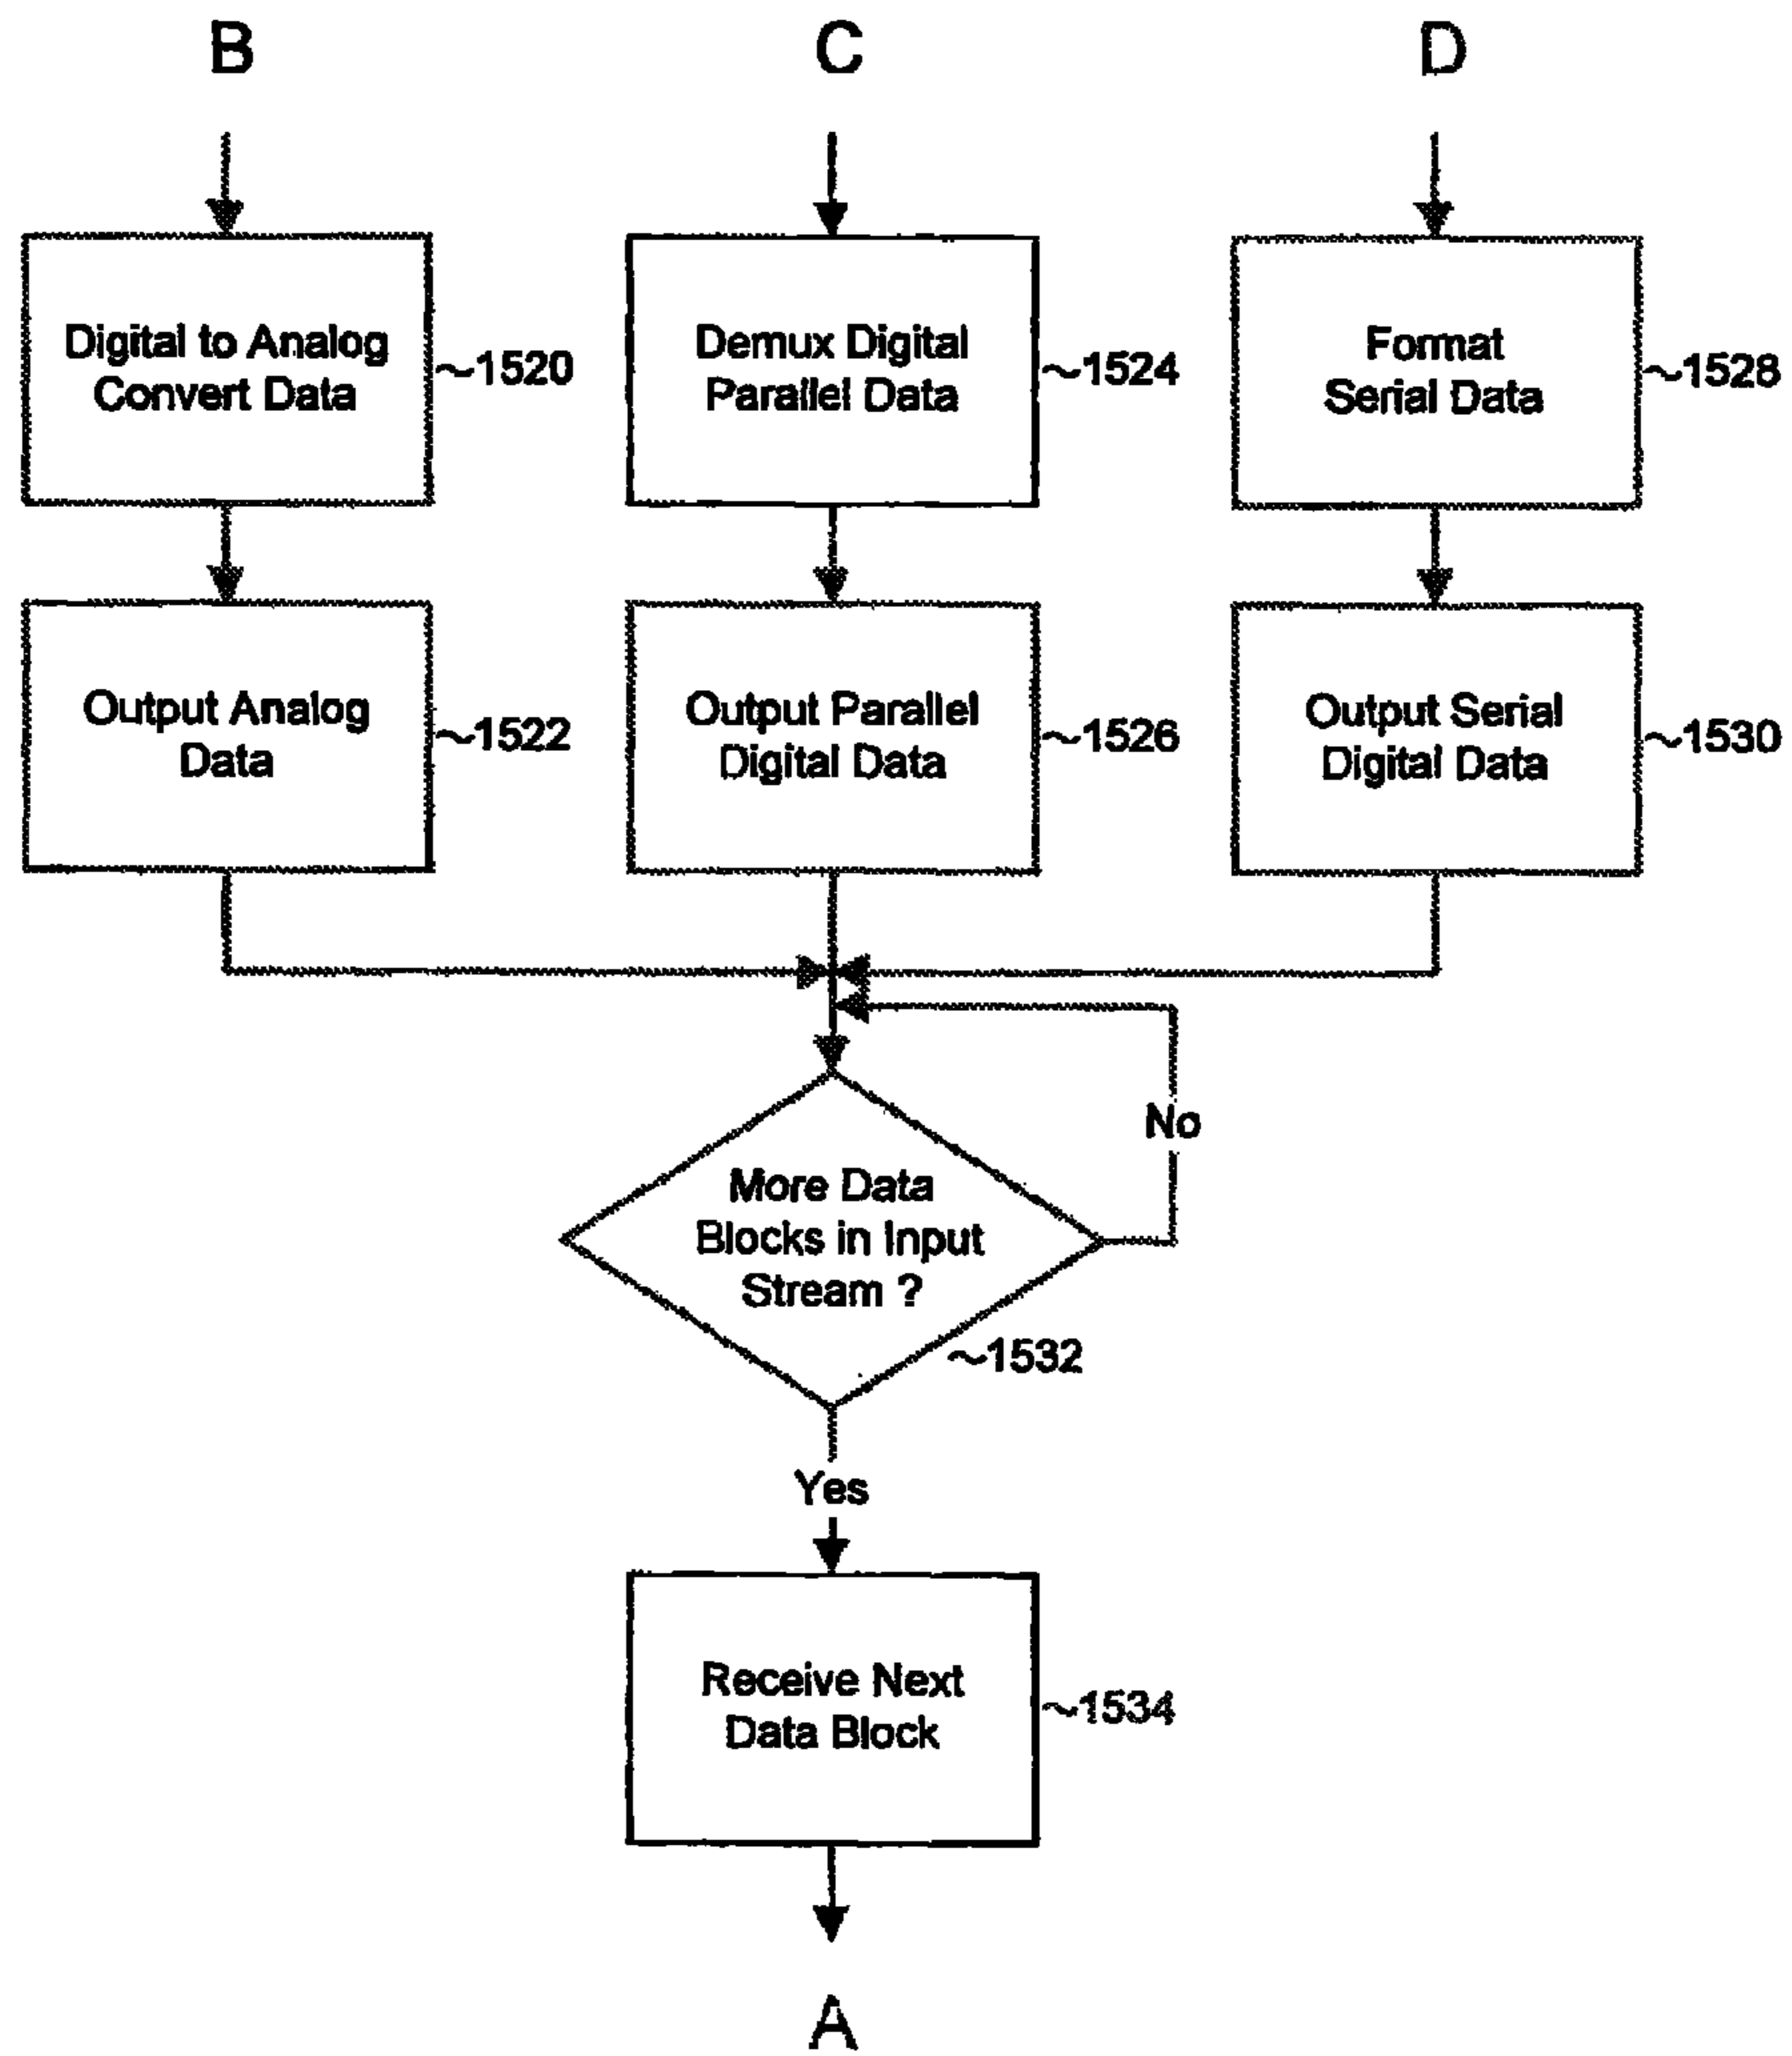 B
C
D
Digital to Analog
Convert Data
~1520
Demux Digital
Parallel Data
~1524
Format
Serial Data
~1528
Output Analog
Data
~1522
Output Parallel
Digital Data
~1526
Output Serial
Digital Data
~1530
No
More Data
Blocks in Input
Stream ?
~1532
Yes
Receive Next
Data Block
~1534
A